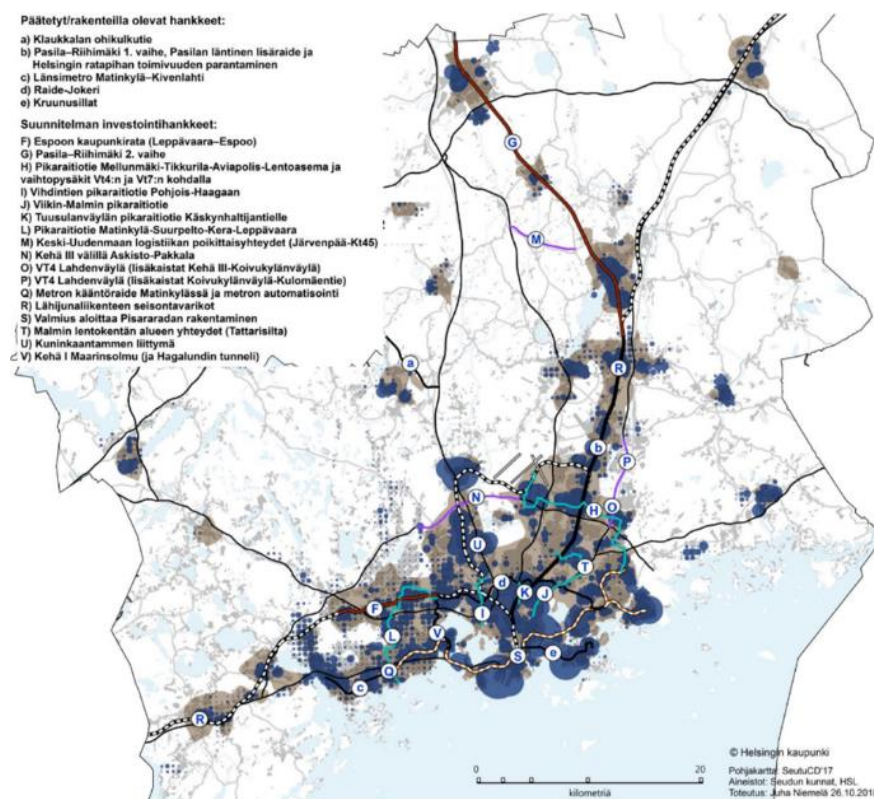 Päätetyt/rakenteilla olevat hankkeet:
a) Klaukkalan ohikulkutie
b) Pasila–Riihimäki 1. vaihe, Pasilan läntinen lisäraide ja
Helsingin ratapihan toimivuuden parantaminen
c) Länsimetro Matinkylä–Kivenlahti
d) Raide-Jokeri
e) Kruunusillat
Suunnitelman investointihankkeet:
F) Espoon kaupunkirata (Leppävaara–Espoo)
G) Pasila–Riihimäki 2. vaihe
H) Pikaraitiotie Mellunmäki-Tikkurila-Aviapolis-Lentoasema ja
vaihtopysäkit Vt4:n ja Vt7:n kohdalla
I) Vihdintien pikaraitiotie Pohjois-Haagaan
J) Viikin-Malmin pikaraitiotie
K) Tuusulanväylän pikaraitiotie Käskynhaltijantielle
L) Pikaraitiotie Matinkylä-Suurpelto-Kera-Leppävaara
M) Keski-Uudenmaan logistiikan poikittaisyhteydet (Järvenpää-Kt45)
N) Kehä III välillä Askisto-Pakkala
O) VT4 Lahdenväylä (lisäkaistat Kehä III-Koivukylänväylä)
P) VT4 Lahdenväylä (lisäkaistat Koivukylänväylä-Kulomäentie)
Q) Metron kääntöraide Matinkylässä ja metron automatisointi
R) Lähijunaliikenteen seisontavarikot
S) Valmius aloittaa Pisararadan rakentaminen
T) Malmin lentokentän alueen yhteydet (Tattarisilta)
U) Kuninkaantammen liittymä
V) Kehä I Maarinsolmu (ja Hagalundin tunneli)
G
M
a
R
b
P
N
H
O
U
d
T
F
K
J
I
L
V
S
e
Q
c
R
0
20
kilometriä
© Helsingin kaupunki
Pohjakartta: SeutuCD'17
Aineistot: Seudun kunnat, HSL
Toteutus: Juha Niemelä 26.10.201